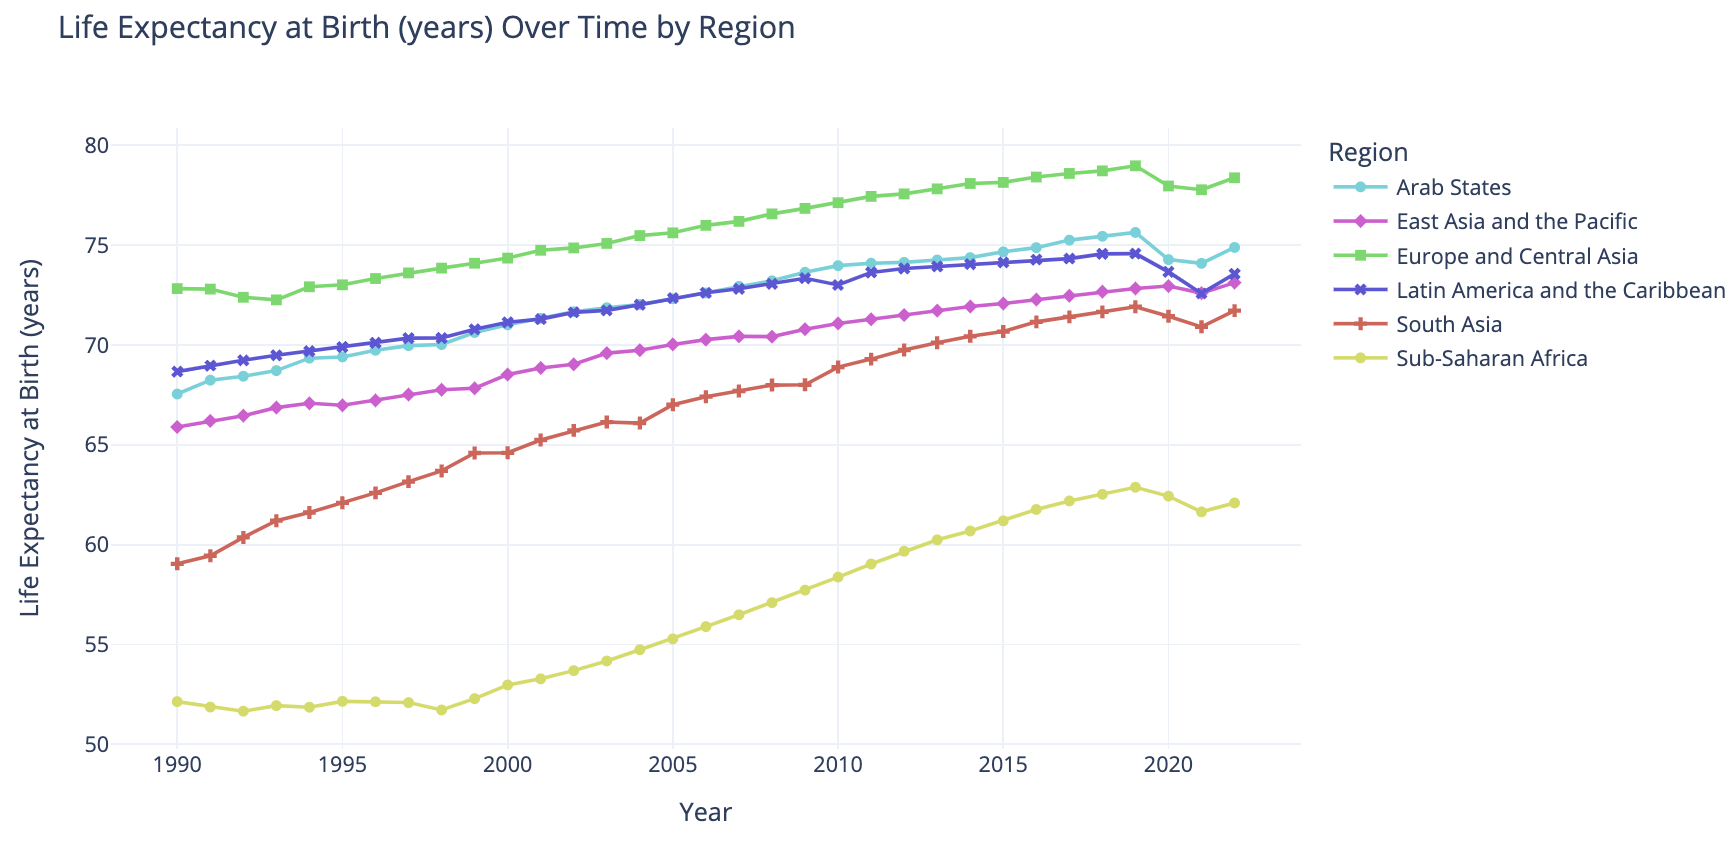 Life Expectancy at Birth (years) Over Time by Region
Life Expectancy at Birth (years)
80
75
70
65
60
55
50
1990 1995 2000 2005 2010 2015 2020
Year
Region
Arab States
East Asia and the Pacific
Europe and Central Asia
Latin America and the Caribbean
South Asia
Sub-Saharan Africa